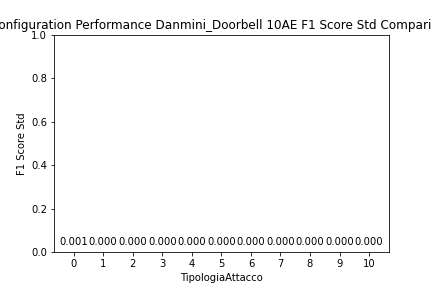 onfiguration Performance Danmini_Doorbell 10AE F1 Score Std Compari
1.0
0.8
0.6
0.4
0.2
0.0
F1 Score Std
0.001 0.000 0.000 0.000 0.000 0.000 0.000 0.000 0.000 0.000 0.000
0 1 2 3 4 5 6 7 8 9 10
TipologiaAttacco